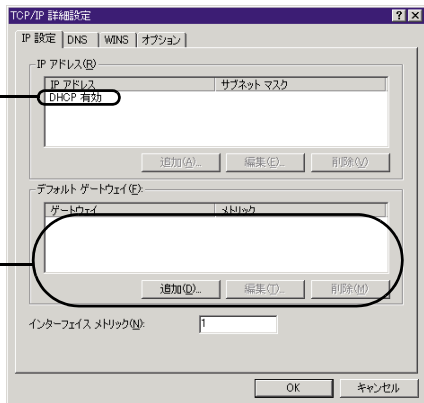 TCP/IP 詳細設定
IP 設定 DNS WINS オプション
IP アドレス(R)
IP アドレス サブネット マスク
DHCP 有効
追加(A)... 編集(E)... 削除(V)
デフォルト ゲートウェイ(F):
ゲートウェイ メトリック
追加(D)... 編集(T)... 削除(M)
インターフェイス メトリック(N): 1
OK キャンセル